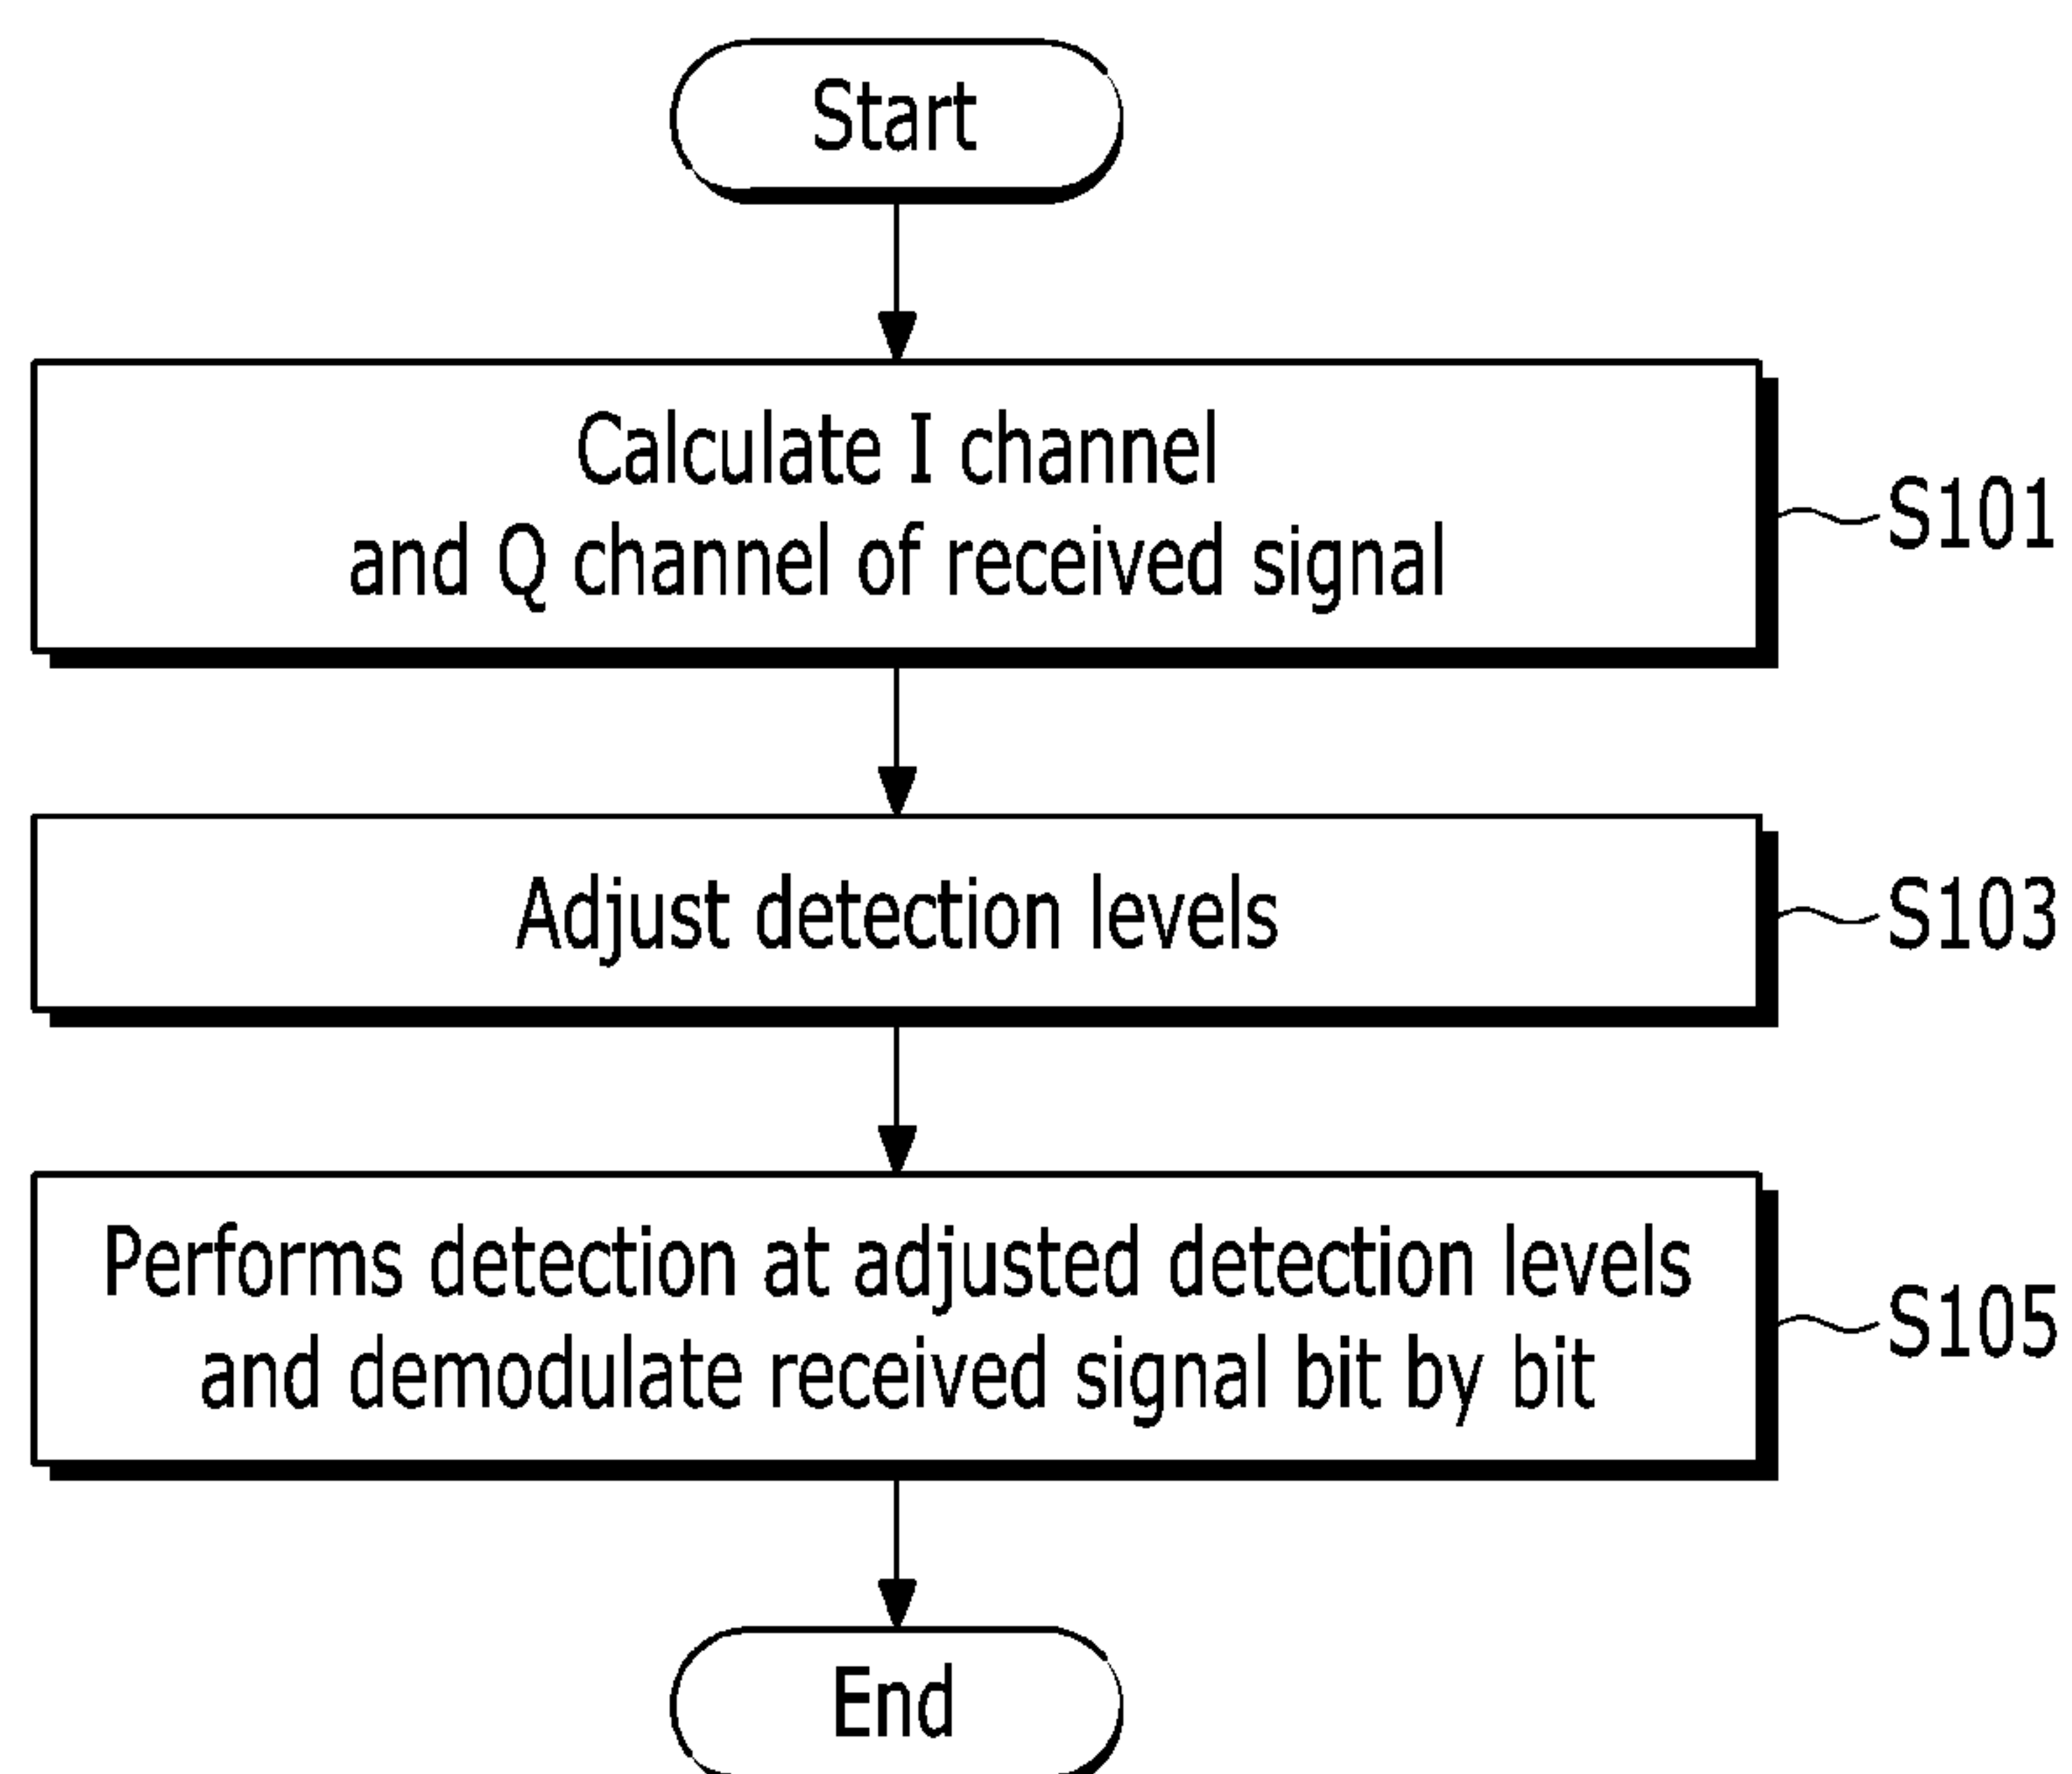 Start
Calculate I channel
and Q channel of received signal
S101
Adjust detection levels
S103
Performs detection at adjusted detection levels
and demodulate received signal bit by bit
S105
End